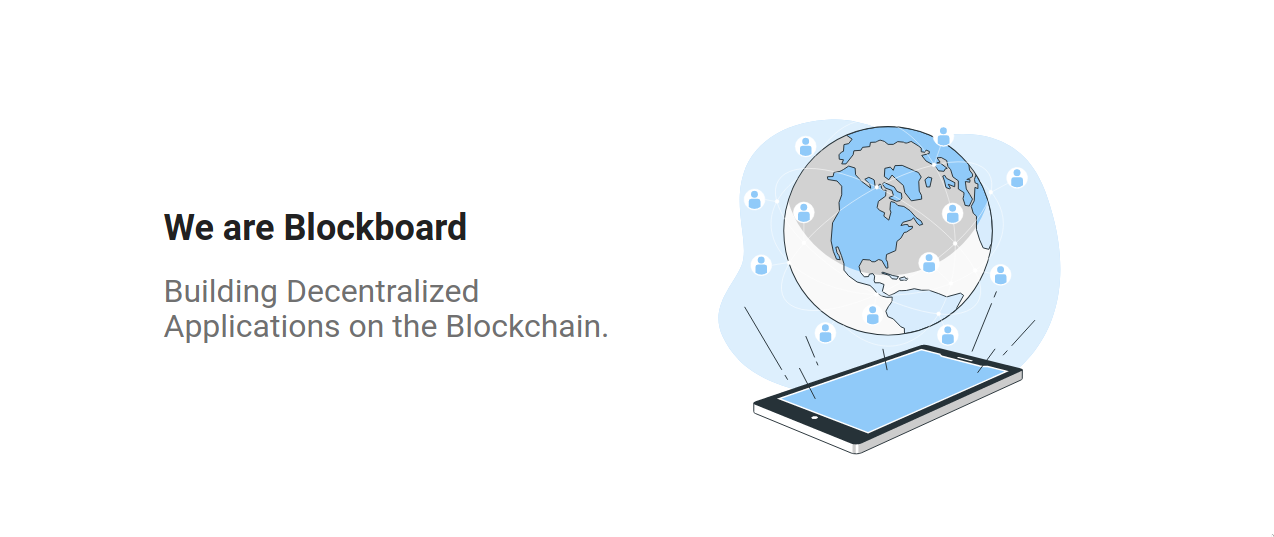 We are Blockboard
Building Decentralized
Applications on the Blockchain.